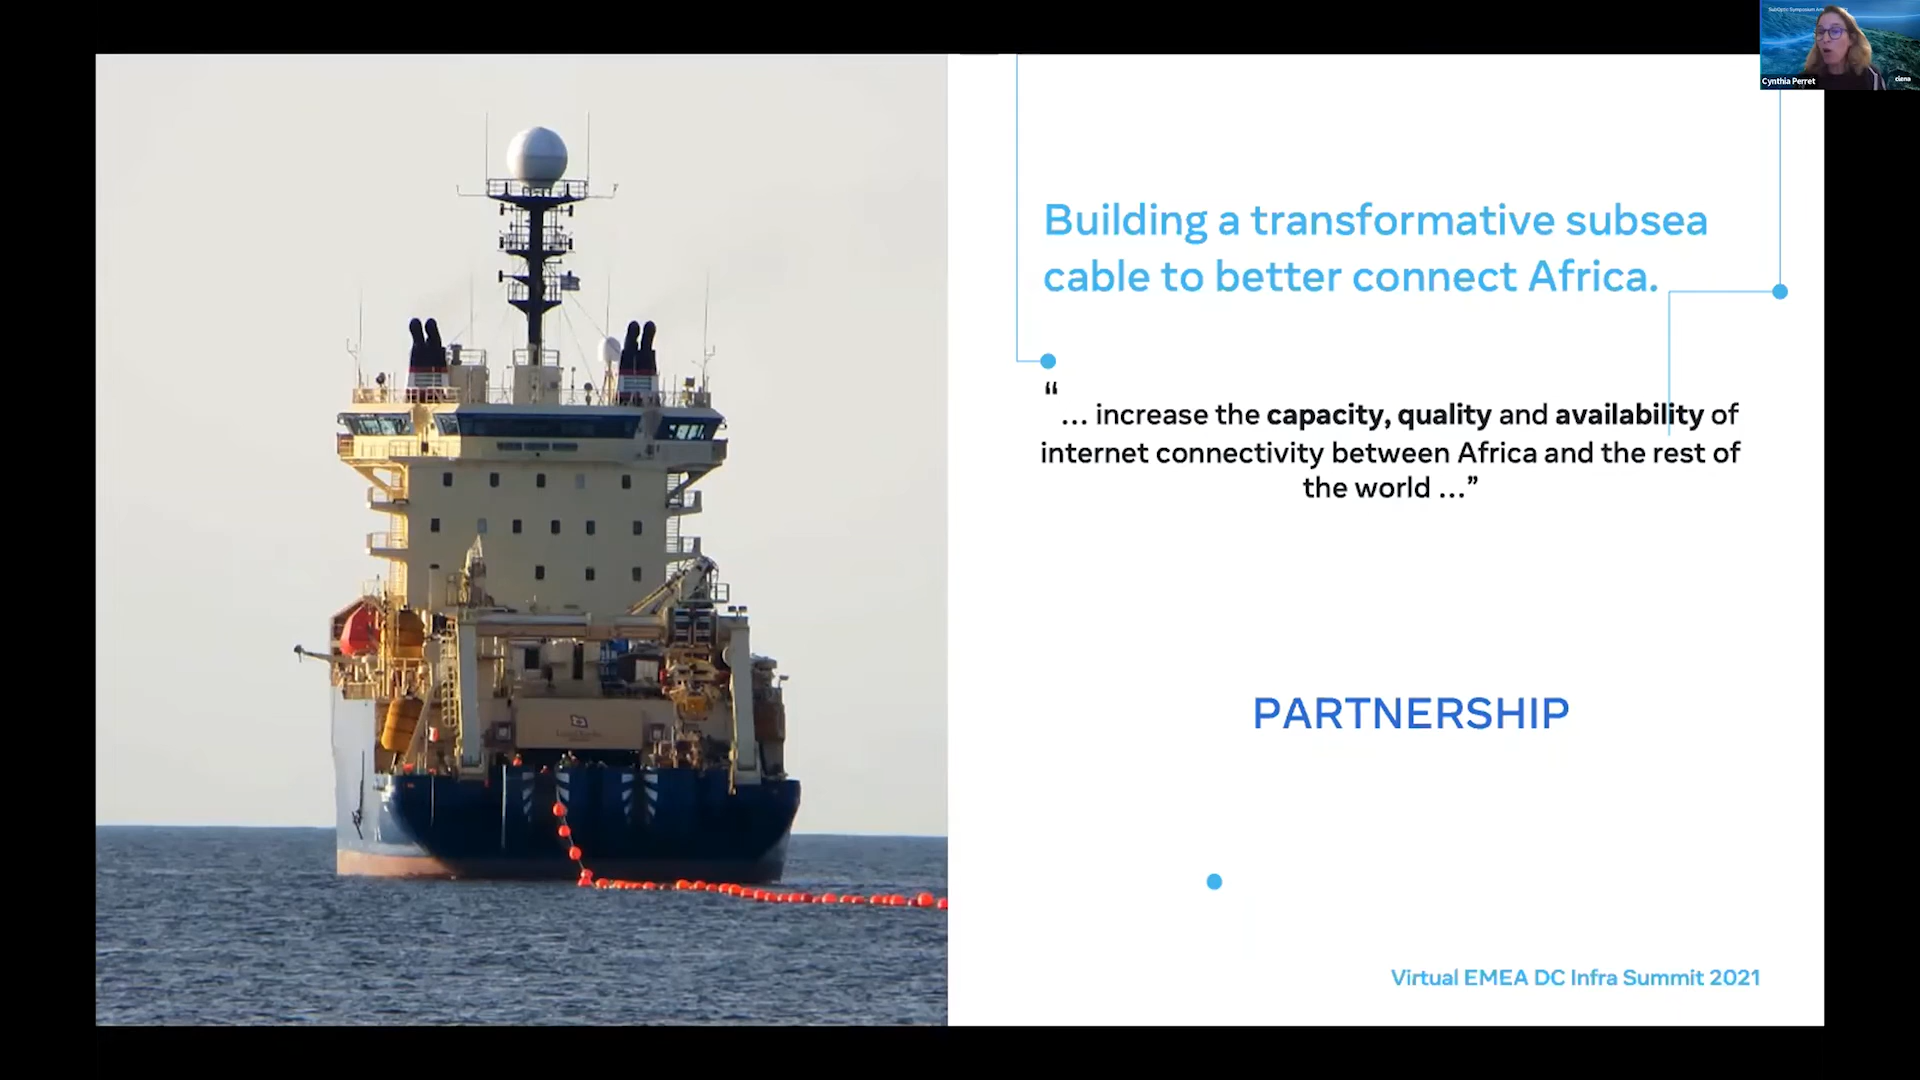 Cynthia Perret
ciena
Building a transformative subsea
cable to better connect Africa.
“
... increase the capacity, quality and availability of
internet connectivity between Africa and the rest of
the world ...”
PARTNERSHIP
Virtual EMEA DC Infra Summit 2021